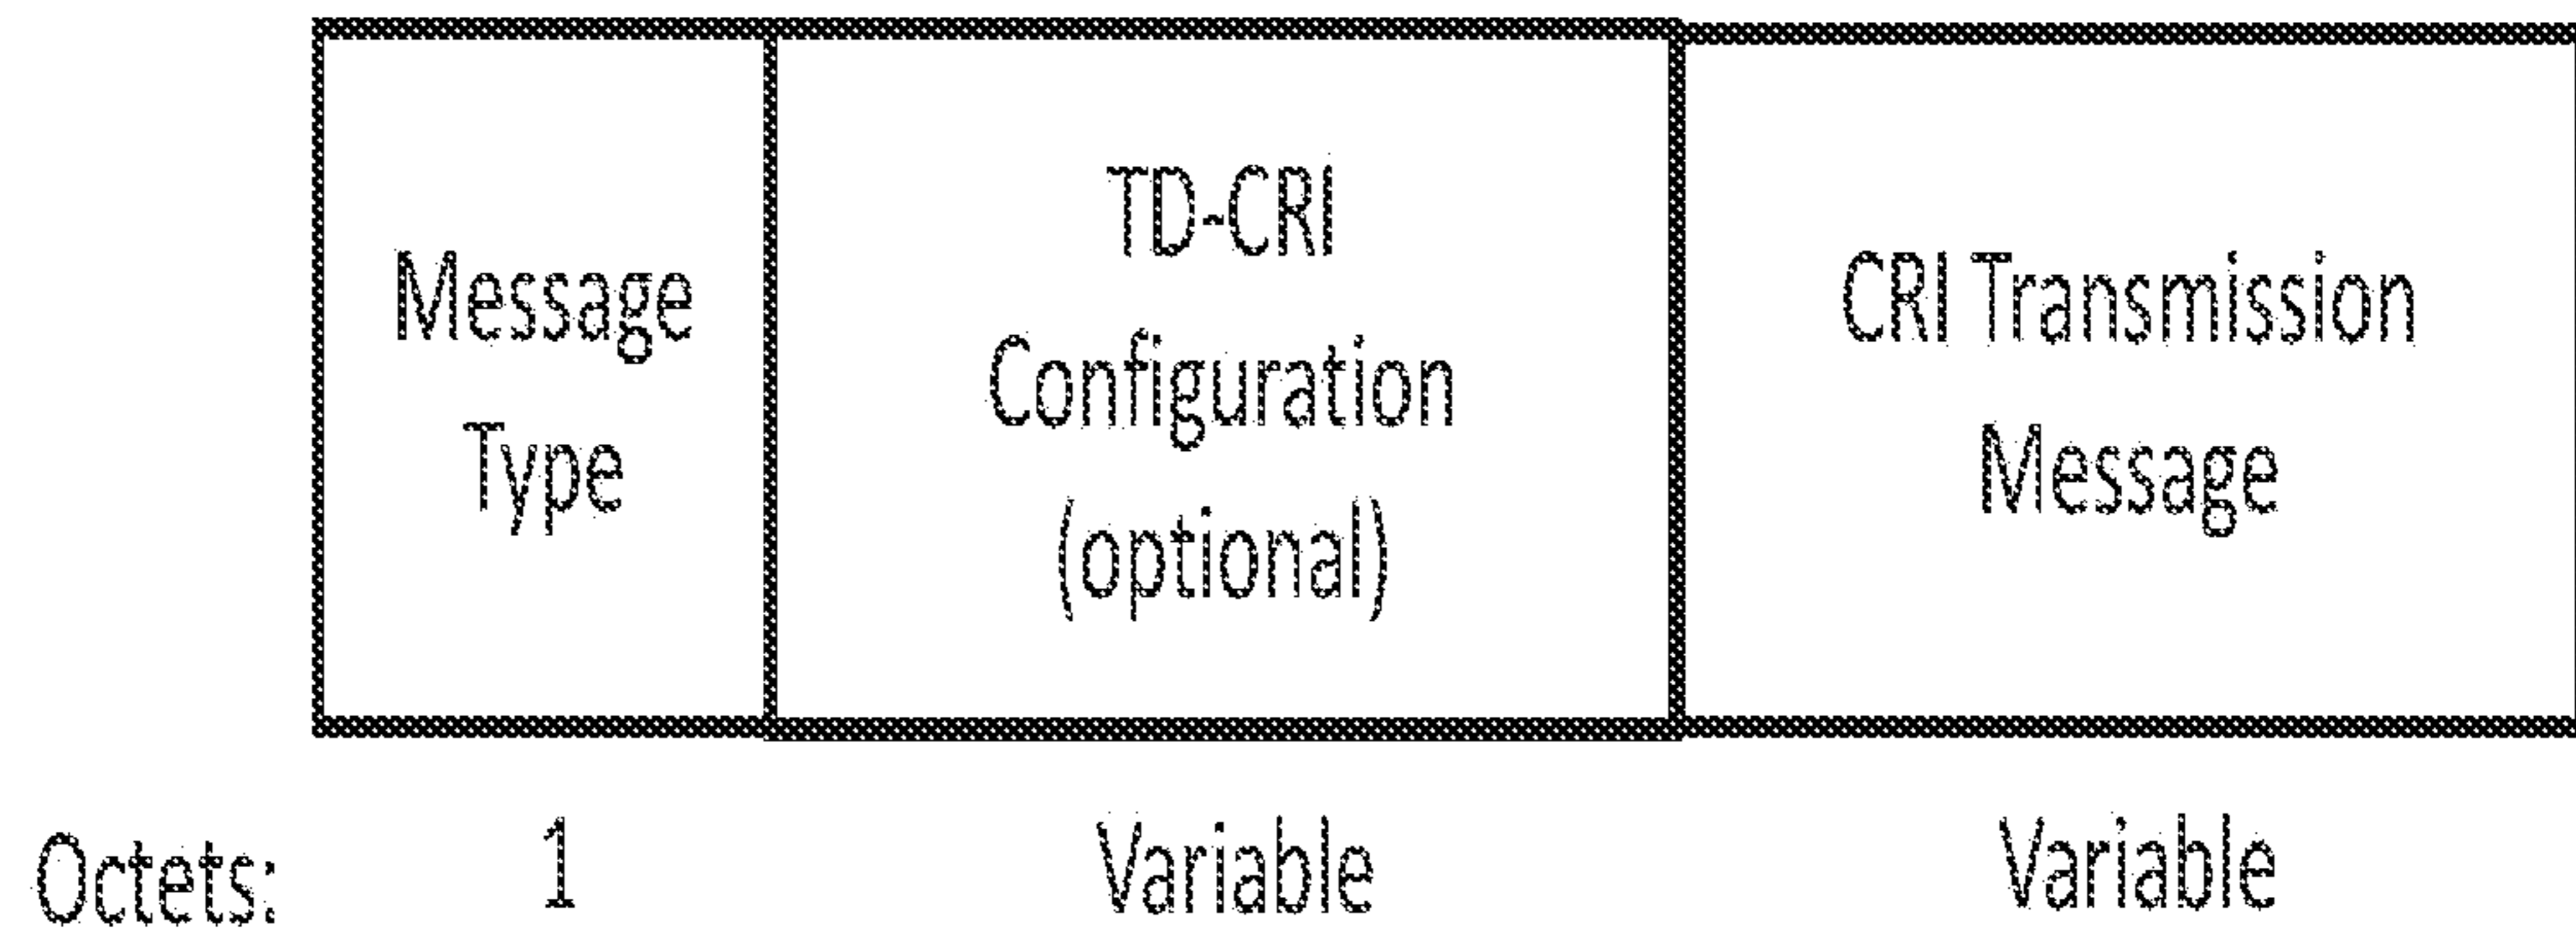 Message
Type
TD-CRI
Configuration
(optional)
CRI Transmission
Message
Octets: 1 Variable Variable